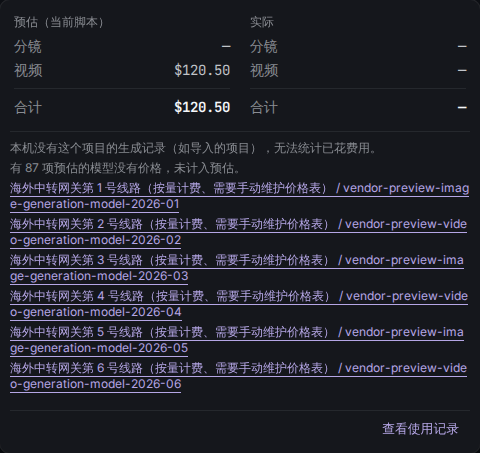 预估（当前脚本） 实际
分镜 — 分镜 —
视频 $120.50 视频 —
合计 $120.50 合计 —
本机没有这个项目的生成记录（如导入的项目），无法统计已花费用。
有 87 项预估的模型没有价格，未计入预估。
海外中转网关第 1 号线路（按量计费、需要手动维护价格表） / vendor-preview-imag
e-generation-model-2026-01
海外中转网关第 2 号线路（按量计费、需要手动维护价格表） / vendor-preview-vide
o-generation-model-2026-02
海外中转网关第 3 号线路（按量计费、需要手动维护价格表） / vendor-preview-ima
ge-generation-model-2026-03
海外中转网关第 4 号线路（按量计费、需要手动维护价格表） / vendor-preview-vide
o-generation-model-2026-04
海外中转网关第 5 号线路（按量计费、需要手动维护价格表） / vendor-preview-ima
ge-generation-model-2026-05
海外中转网关第 6 号线路（按量计费、需要手动维护价格表） / vendor-preview-vide
o-generation-model-2026-06
查看使用记录